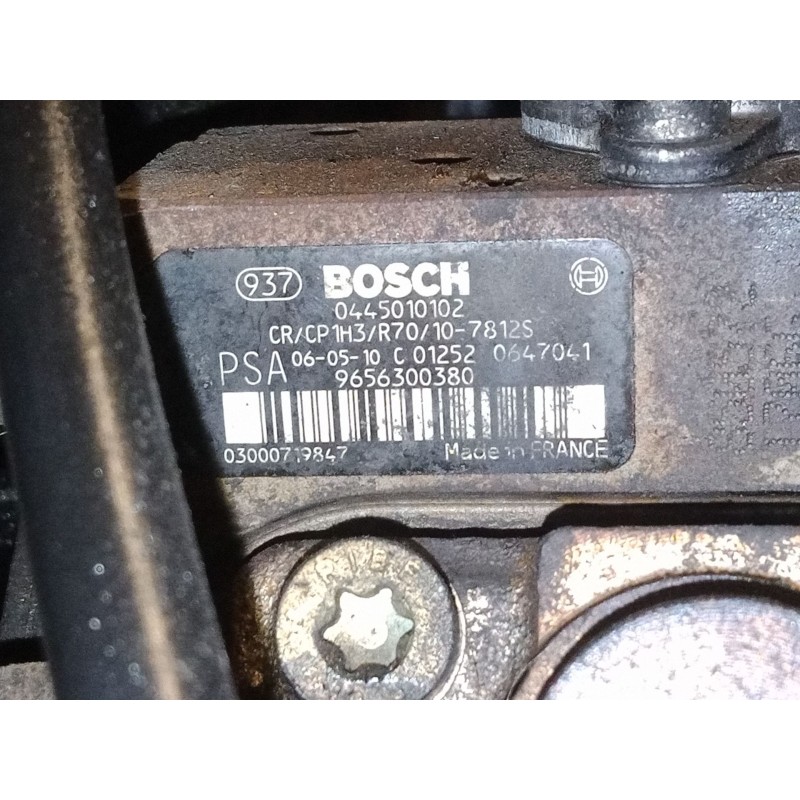 937 BOSCH
0445010102
CR/CP1H3/R70/10-7812S
PSA 06-05-10 C 01252 0647041
9656300380
03000719847 Made in FRANCE
RIBE